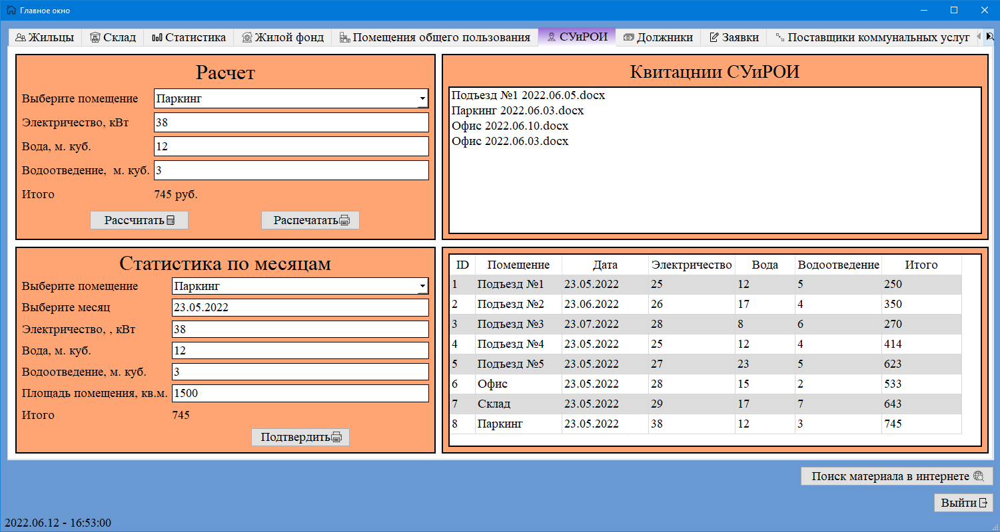 Главное окно
Жильцы Склад Статистика Жилой фонд Помещения общего пользования СУиРОИ Должники Заявки Поставщики коммунальных услуг
Расчет
Выберите помещение Паркинг
Электричество, кВт 38
Вода, м. куб. 12
Водоотведение,  м. куб. 3
Итого 745 руб.
Рассчитать Распечатать
Квитацнии СУиРОИ
Подъезд №1 2022.06.05.docx
Паркинг 2022.06.03.docx
Офис 2022.06.10.docx
Офис 2022.06.03.docx
Статистика по месяцам
Выберите помещение Паркинг
Выберите месяц 23.05.2022
Электричество, , кВт 38
Вода, м. куб. 12
Водоотведение, м. куб. 3
Площадь помещения, кв.м. 1500
Итого 745
Подтвердить
ID Помещение Дата Электричество Вода Водоотведение Итого
1 Подъезд №1 23.05.2022 25 12 5 250
2 Подъезд №2 23.06.2022 26 17 4 350
3 Подъезд №3 23.07.2022 28 8 6 270
4 Подъезд №4 23.05.2022 25 12 4 414
5 Подъезд №5 23.05.2022 27 23 5 623
6 Офис 23.05.2022 28 15 2 533
7 Склад 23.05.2022 29 17 7 643
8 Паркинг 23.05.2022 38 12 3 745
Поиск материала в интернете
Выйти
2022.06.12 - 16:53:00